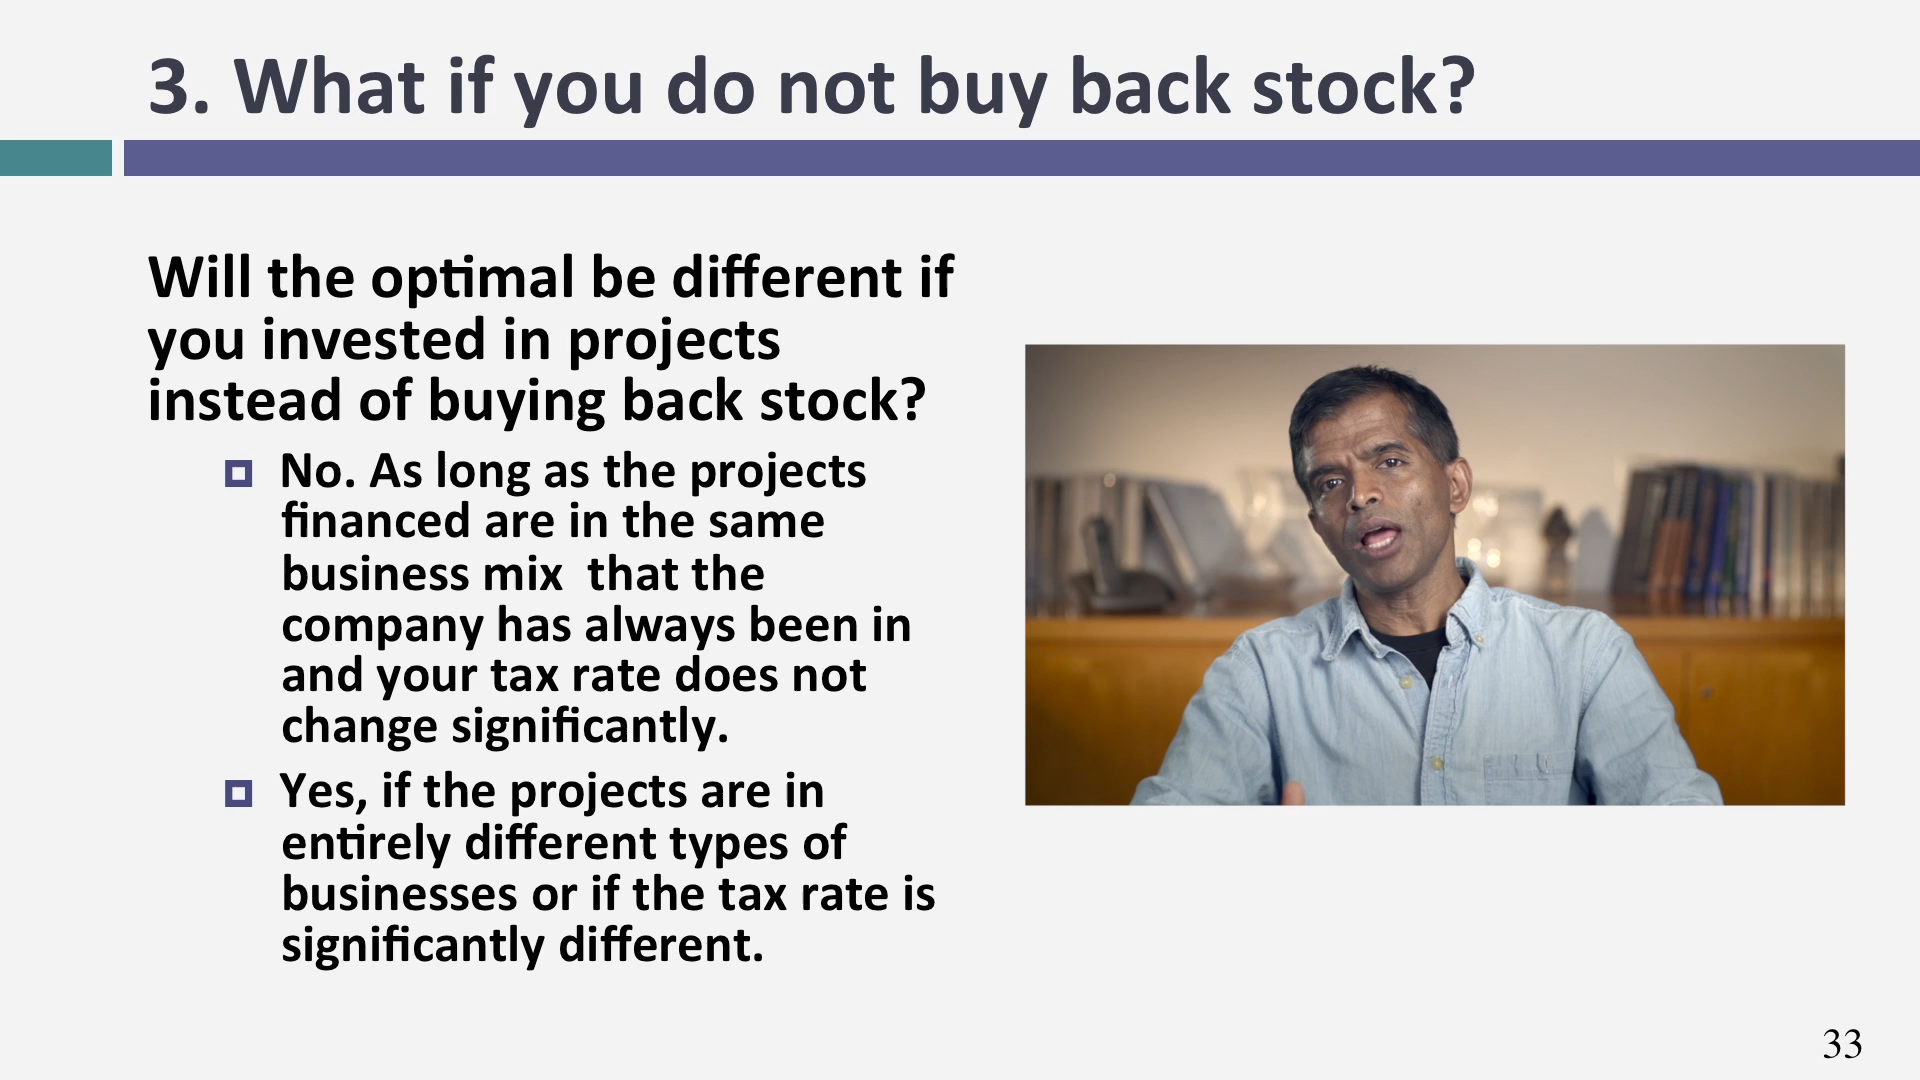 3. What if you do not buy back stock?
Will the optimal be different if
you invested in projects
instead of buying back stock?
No. As long as the projects
financed are in the same
business mix  that the
company has always been in
and your tax rate does not
change significantly.
Yes, if the projects are in
entirely different types of
businesses or if the tax rate is
significantly different.
33